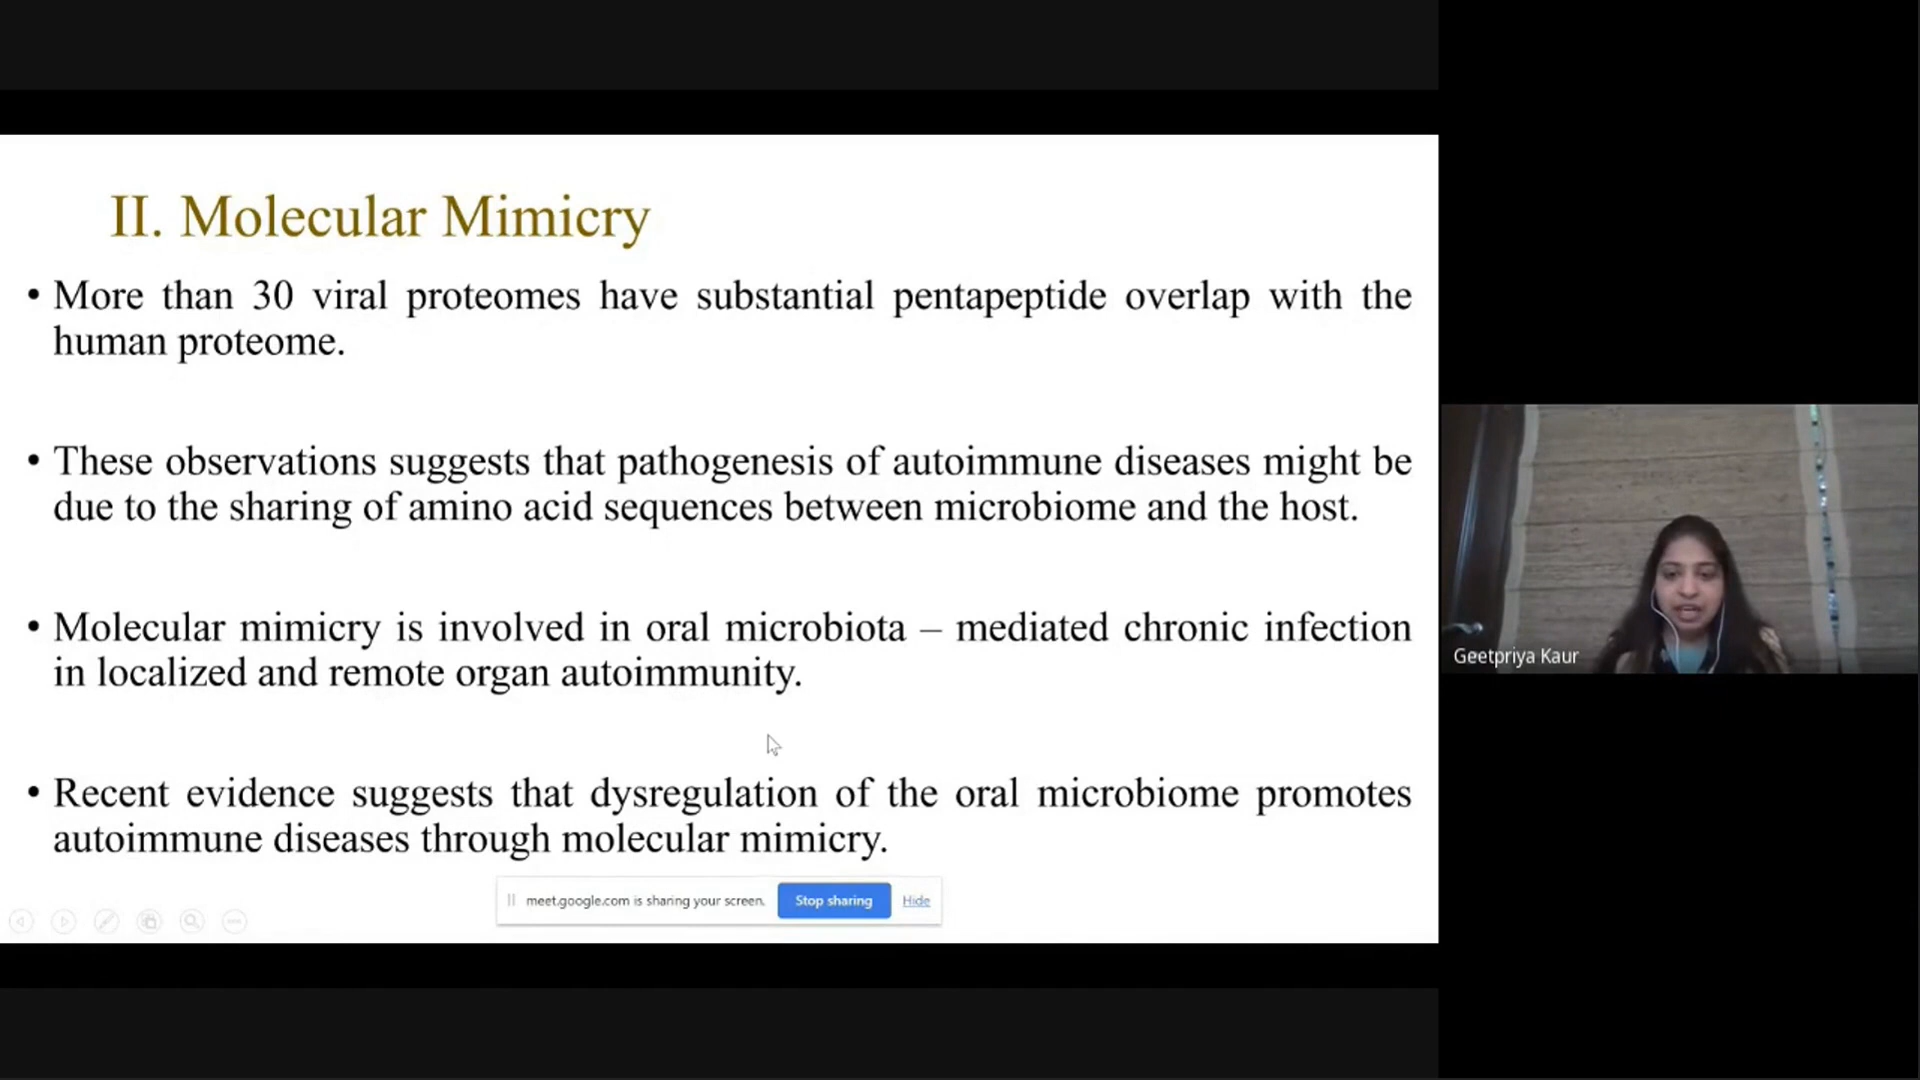 II. Molecular Mimicry
• More than 30 viral proteomes have substantial pentapeptide overlap with the
human proteome.
• These observations suggests that pathogenesis of autoimmune diseases might be
due to the sharing of amino acid sequences between microbiome and the host.
• Molecular mimicry is involved in oral microbiota – mediated chronic infection
in localized and remote organ autoimmunity.
• Recent evidence suggests that dysregulation of the oral microbiome promotes
autoimmune diseases through molecular mimicry.
meet.google.com is sharing your screen. Stop sharing Hide
Geetpriya Kaur